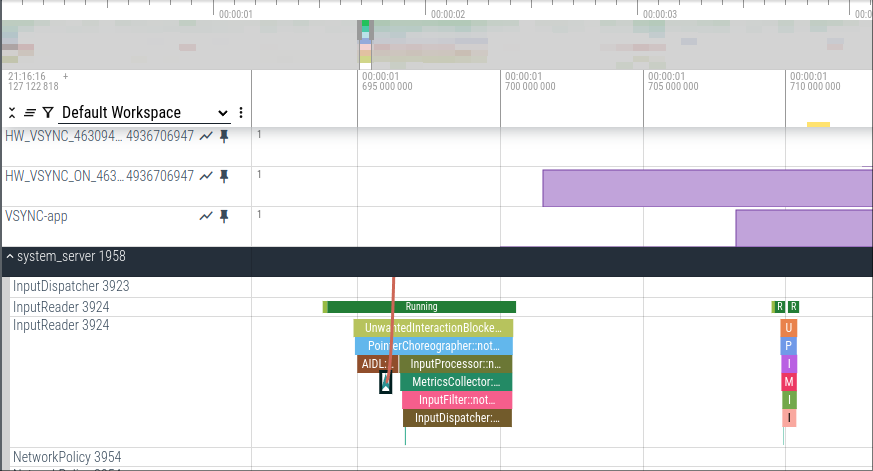 00:00:01 00:00:02 00:00:03 00:0
21:16:16 +
127 122 818
00:00:01 00:00:01 00:00:01 00:00:01
695 000 000 700 000 000 705 000 000 710 000 000
Default Workspace
HW_VSYNC_463094… 4936706947 1
HW_VSYNC_ON_463… 4936706947 1
VSYNC-app 1
system_server 1958
InputDispatcher 3923
InputReader 3924 Running R R
InputReader 3924 UnwantedInteractionBlocke… U
PointerChoreographer::not… P
AIDL:… InputProcessor::n… I
MetricsCollector:… M
InputFilter::not… I
InputDispatcher:… I
NetworkPolicy 3954